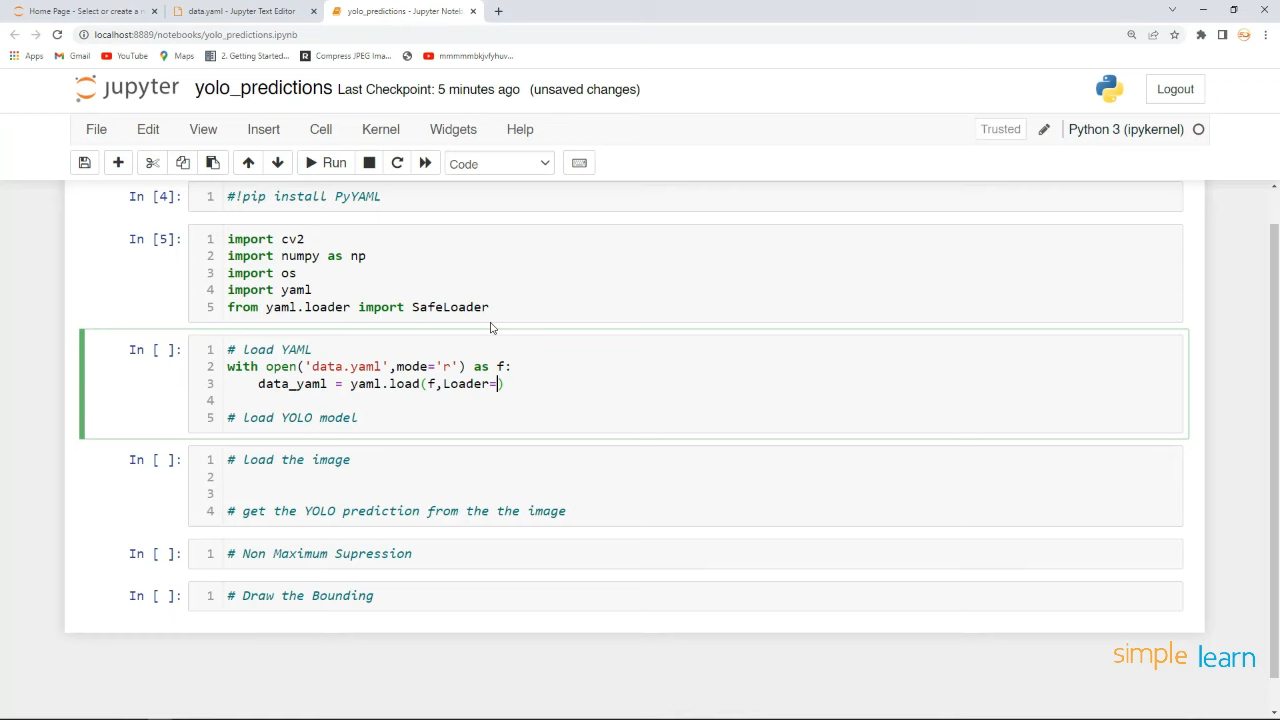 Home Page - Select or create a n
data.yaml - Jupyter Text Editor
yolo_predictions - Jupyter Noteb
localhost:8889/notebooks/yolo_predictions.ipynb
Apps
Gmail
YouTube
Maps
2. Getting Started...
Compress JPEG Ima...
mmmmmbkjvfyhuv...
jupyter
yolo_predictions Last Checkpoint: 5 minutes ago (unsaved changes)
Logout
File Edit View Insert Cell Kernel Widgets Help
Trusted
Python 3 (ipykernel)
Run
Code
In [4]:
1 #!pip install PyYAML
In [5]:
1 import cv2
2 import numpy as np
3 import os
4 import yaml
5 from yaml.loader import SafeLoader
In [ ]:
1 # load YAML
2 with open('data.yaml',mode='r') as f:
3 data_yaml = yaml.load(f,Loader=)
4
5 # load YOLO model
In [ ]:
1 # load the image
2
3
4 # get the YOLO prediction from the the image
In [ ]:
1 # Non Maximum Supression
In [ ]:
1 # Draw the Bounding
simplelearn